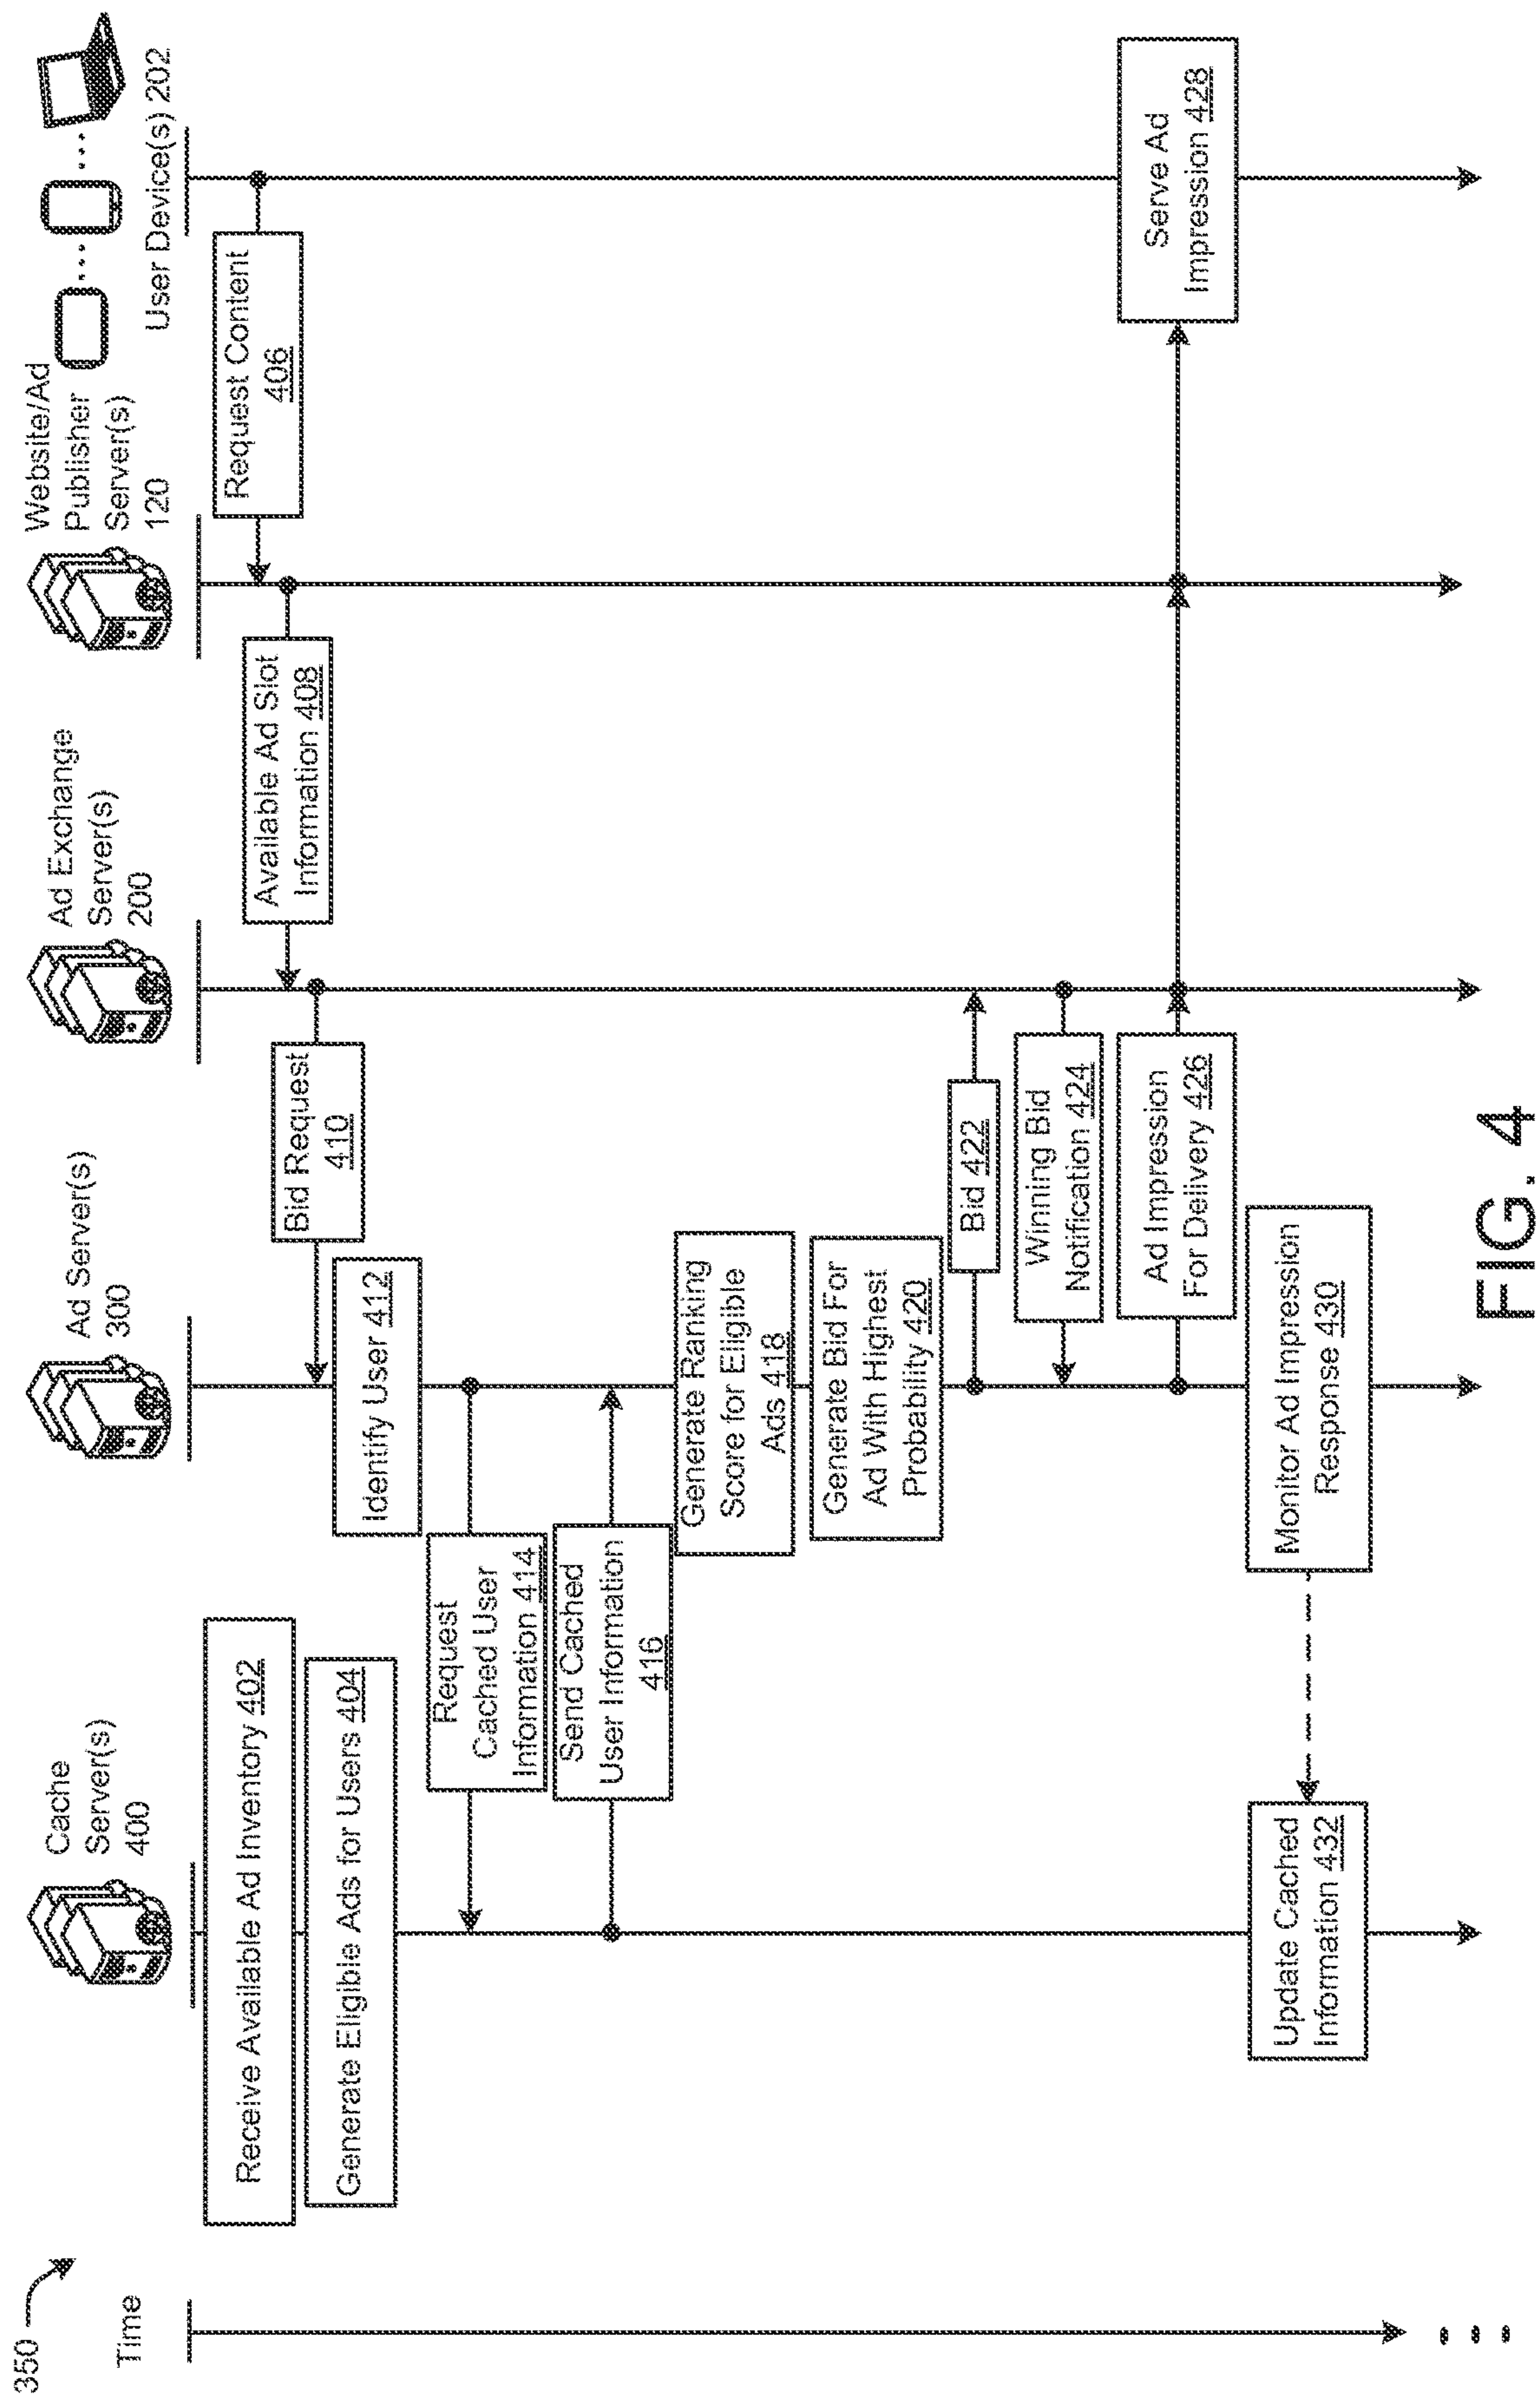 350
Time
Cache
Server(s)
400
Ad Server(s)
300
Ad Exchange
Server(s)
200
Website/Ad
Publisher
Server(s)
120
User Device(s) 202
Receive Available Ad Inventory 402
Generate Eligible Ads for Users 404
Request Content
406
Available Ad Slot
Information 408
Bid Request
410
Identify User 412
Request
Cached User
Information 414
Send Cached
User Information
416
Generate Ranking
Score for Eligible
Ads 418
Generate Bid For
Ad With Highest
Probability 420
Bid 422
Winning Bid
Notification 424
Ad Impression
For Delivery 426
Serve Ad
Impression 428
Monitor Ad Impression
Response 430
Update Cached
Information 432
FIG. 4